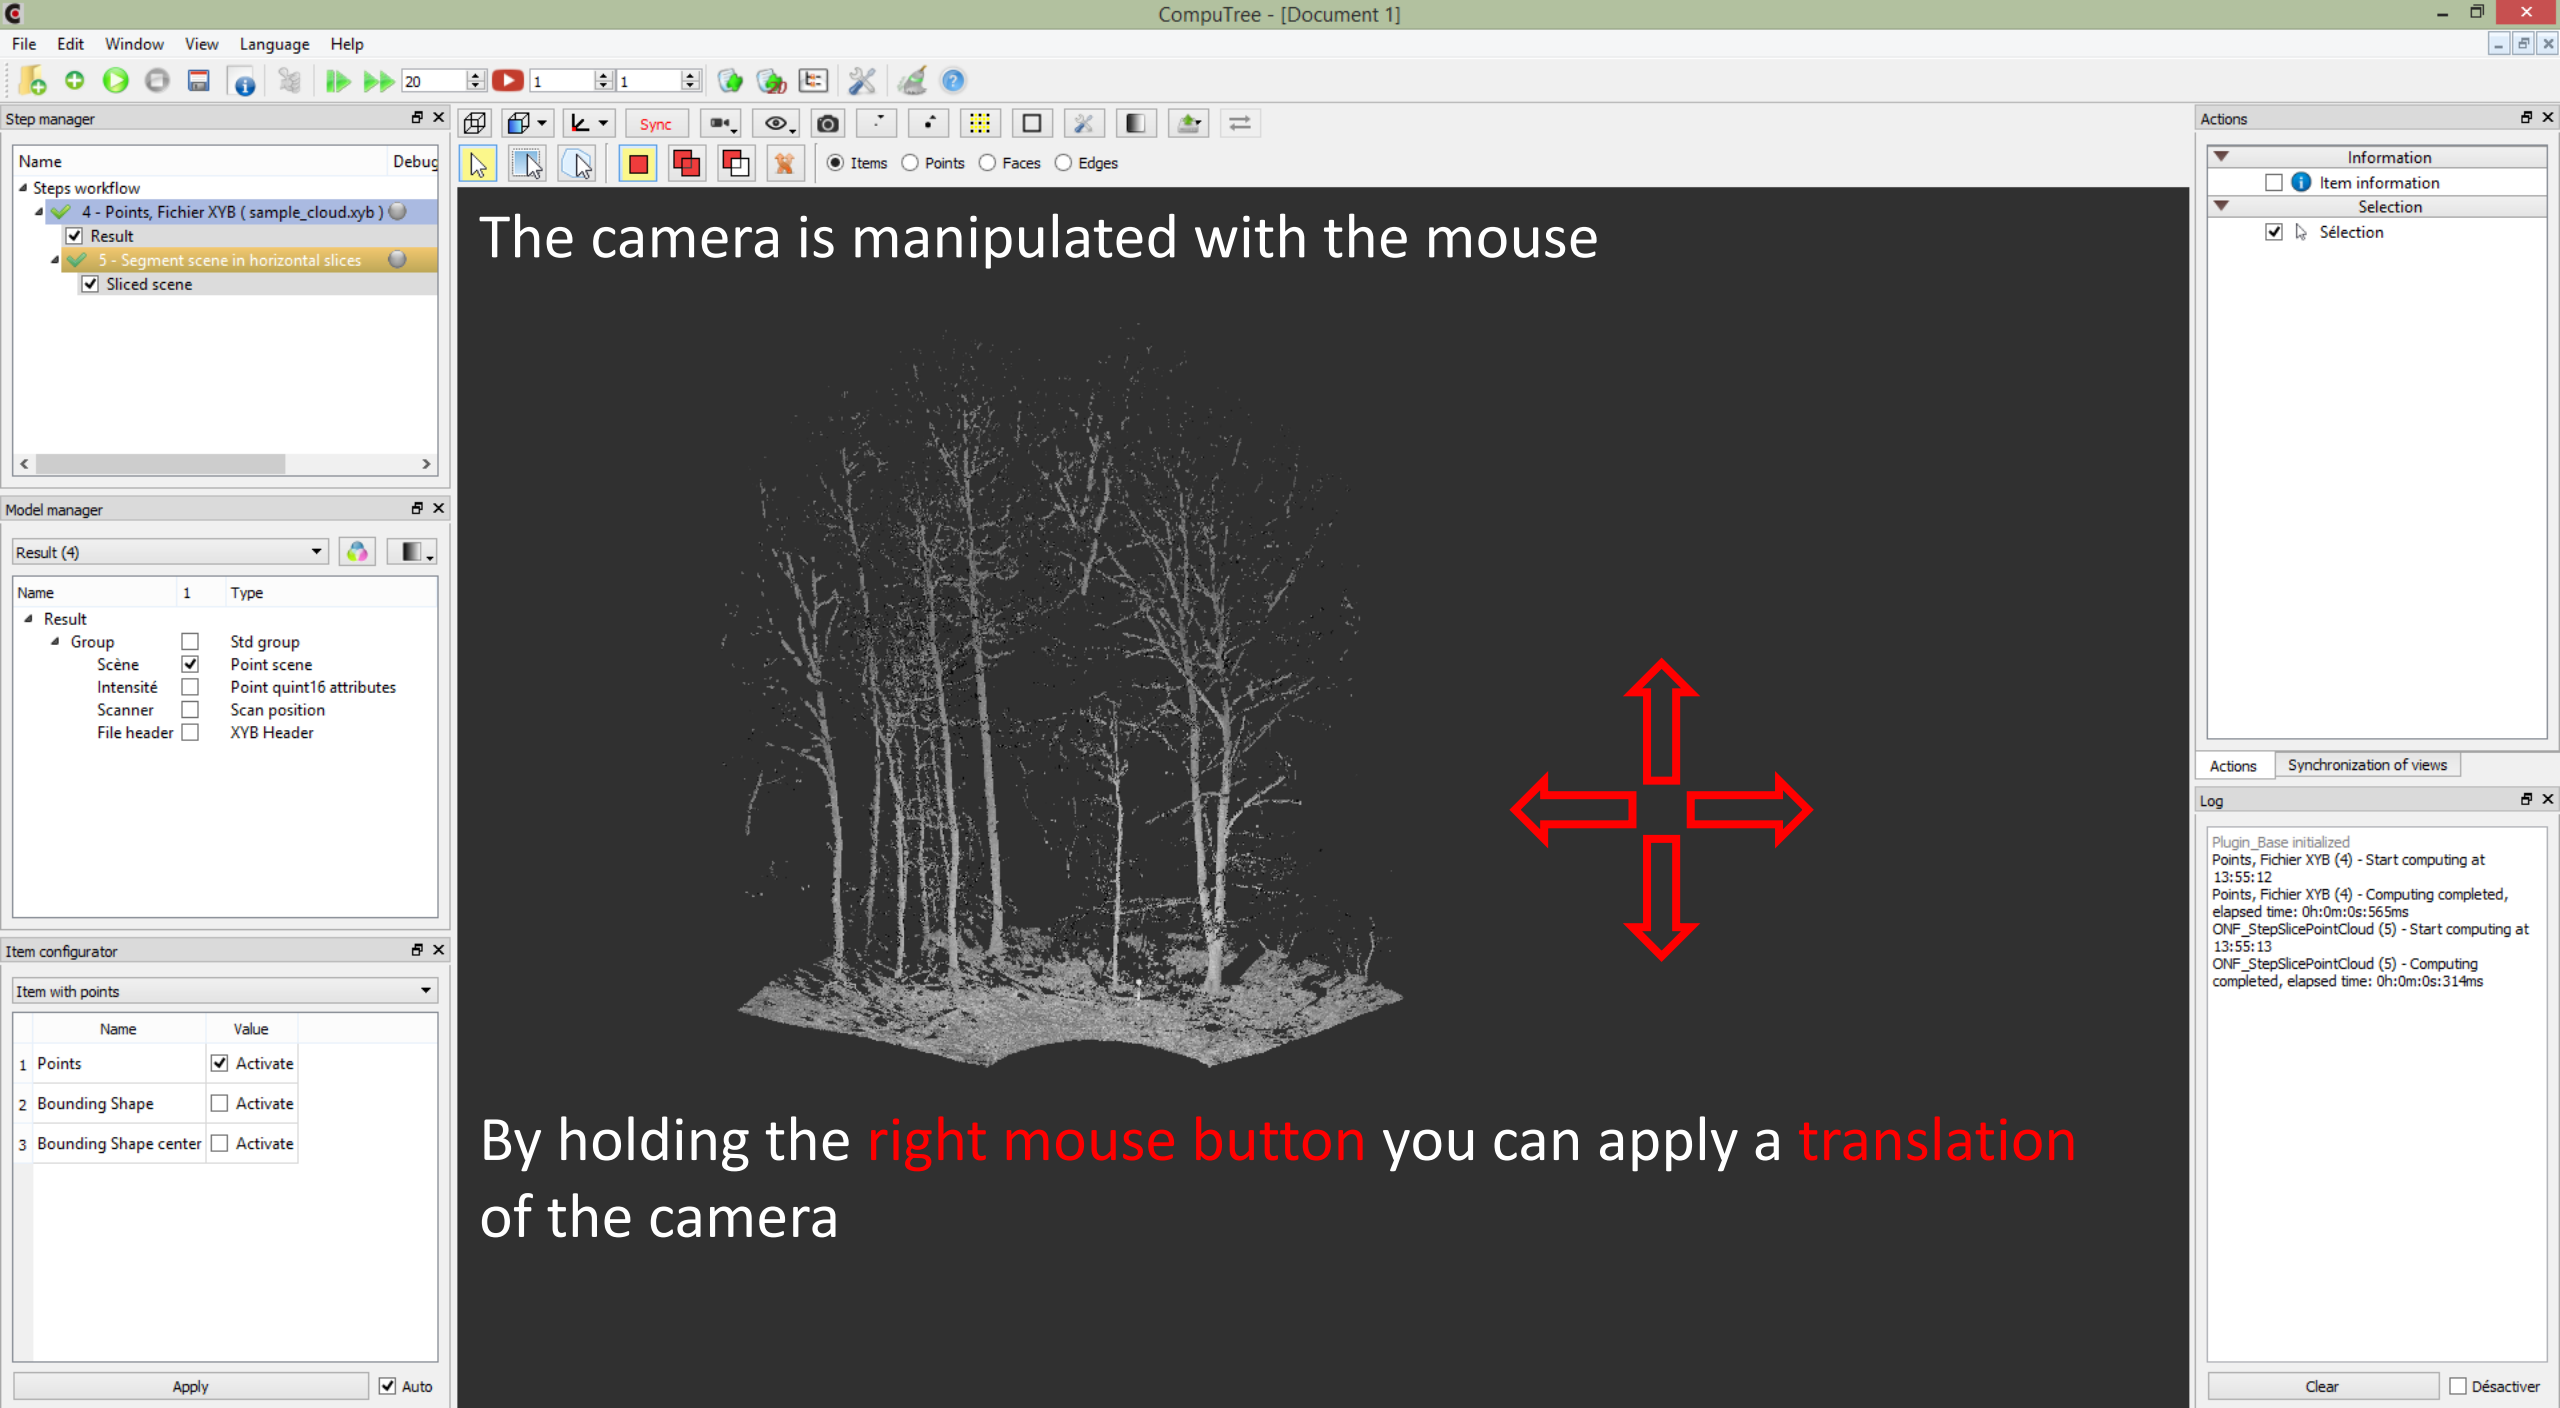 CompuTree - [Document 1]
File Edit Window View Language Help
20 1 1 2D
Step manager
Name Debug
Steps workflow
4 - Points, Fichier XYB ( sample_cloud.xyb )
Result
5 - Segment scene in horizontal slices
Sliced scene
Model manager
Result (4)
Name 1 Type
Result
Group Std group
Scène Point scene
Intensité Point quint16 attributes
Scanner Scan position
File header XYB Header
Item configurator
Item with points
Name Value
1 Points Activate
2 Bounding Shape Activate
3 Bounding Shape center Activate
Apply Auto
Sync
Items Points Faces Edges
The camera is manipulated with the mouse
By holding the right mouse button you can apply a translation
of the camera
Actions
Information
Item information
Selection
Sélection
Actions Synchronization of views
Log
Plugin_Base initialized
Points, Fichier XYB (4) - Start computing at
13:55:12
Points, Fichier XYB (4) - Computing completed,
elapsed time: 0h:0m:0s:565ms
ONF_StepSlicePointCloud (5) - Start computing at
13:55:13
ONF_StepSlicePointCloud (5) - Computing
completed, elapsed time: 0h:0m:0s:314ms
Clear Désactiver